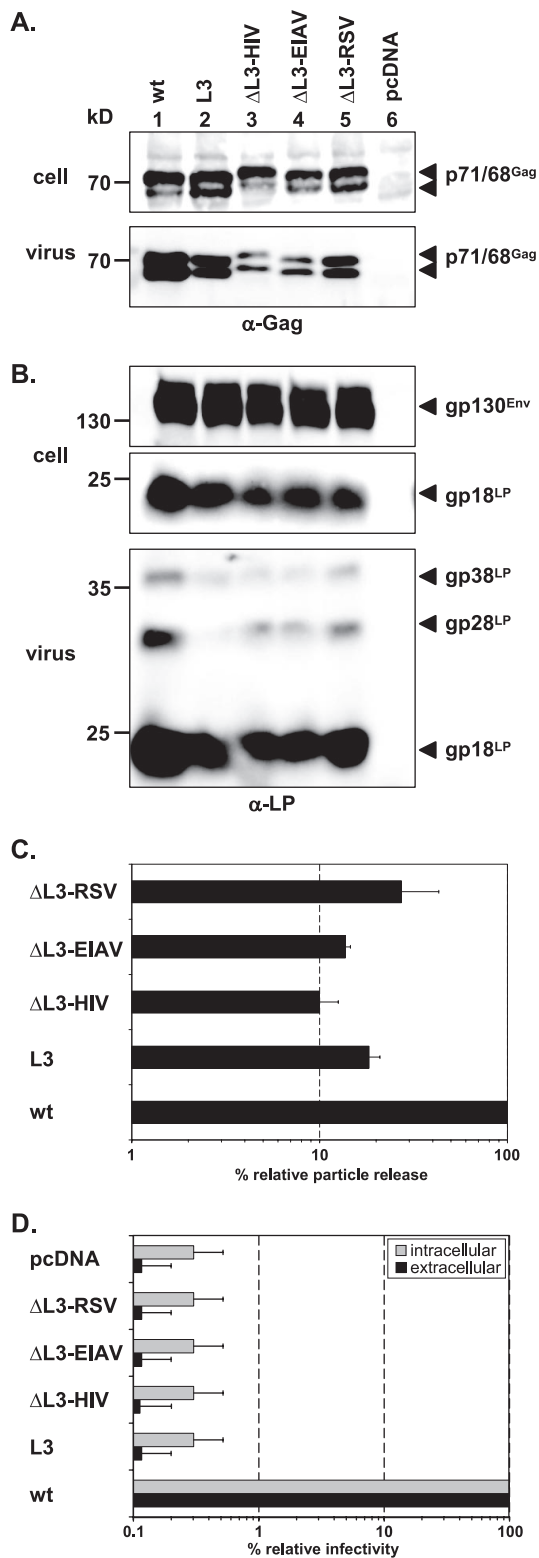 A.
wt
L3
ΔL3-HIV
ΔL3-EIAV
ΔL3-RSV
pcDNA
kD 1 2 3 4 5 6
cell 70 p71/68Gag
virus 70 p71/68Gag
α-Gag
B.
130 gp130Env
cell
25 gp18LP
35 gp38LP
gp28LP
virus
25 gp18LP
α-LP
C.
ΔL3-RSV
ΔL3-EIAV
ΔL3-HIV
L3
wt
1 10 100
% relative particle release
D.
intracellular
extracellular
pcDNA
ΔL3-RSV
ΔL3-EIAV
ΔL3-HIV
L3
wt
0.1 1 10 100
% relative infectivity